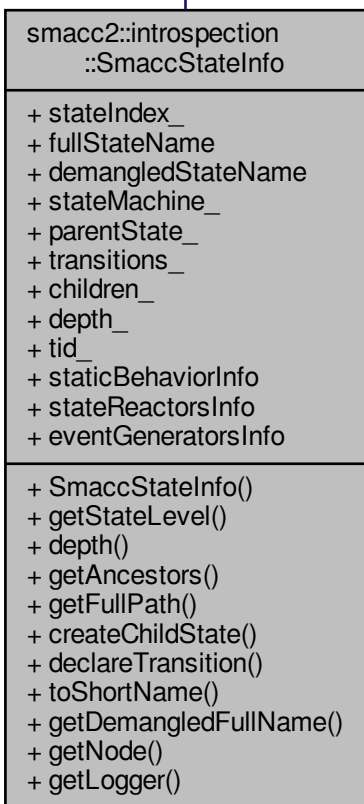 smacc2::introspection
::SmaccStateInfo
+ stateIndex_
+ fullStateName
+ demangledStateName
+ stateMachine_
+ parentState_
+ transitions_
+ children_
+ depth_
+ tid_
+ staticBehaviorInfo
+ stateReactorsInfo
+ eventGeneratorsInfo
+ SmaccStateInfo()
+ getStateLevel()
+ depth()
+ getAncestors()
+ getFullPath()
+ createChildState()
+ declareTransition()
+ toShortName()
+ getDemangledFullName()
+ getNode()
+ getLogger()